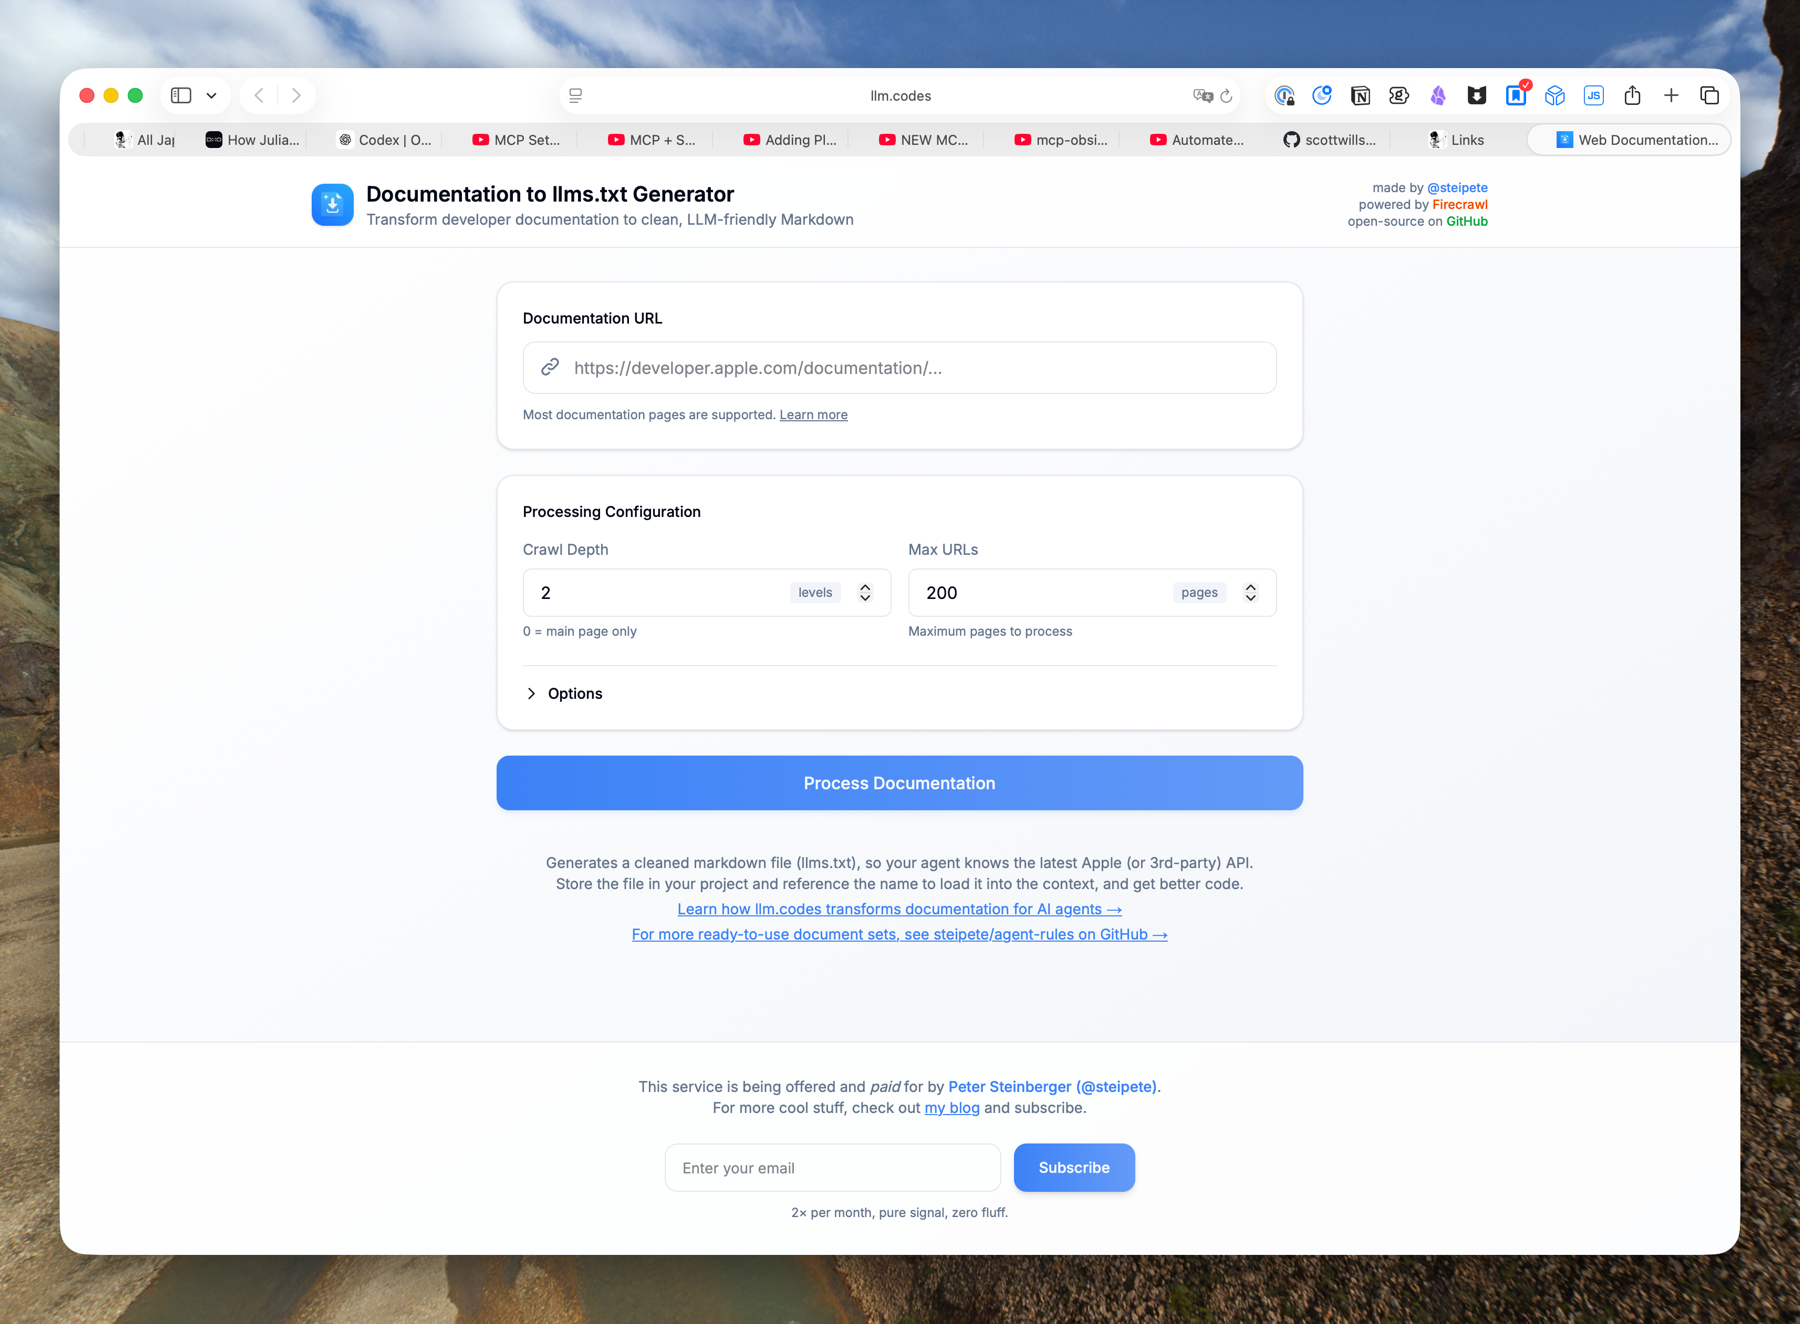 llm.codes
All Jap
How Julia...
Codex | O...
MCP Set...
MCP + S...
Adding Pl...
NEW MC...
mcp-obsi...
Automate...
scottwills...
Links
Web Documentation...
Documentation to llms.txt Generator
Transform developer documentation to clean, LLM-friendly Markdown
made by @steipete
powered by Firecrawl
open-source on GitHub
Documentation URL
https://developer.apple.com/documentation/...
Most documentation pages are supported. Learn more
Processing Configuration
Crawl Depth
2
levels
0 = main page only
Max URLs
200
pages
Maximum pages to process
Options
Process Documentation
Generates a cleaned markdown file (llms.txt), so your agent knows the latest Apple (or 3rd-party) API.
Store the file in your project and reference the name to load it into the context, and get better code.
Learn how llm.codes transforms documentation for AI agents →
For more ready-to-use document sets, see steipete/agent-rules on GitHub →
This service is being offered and paid for by Peter Steinberger (@steipete).
For more cool stuff, check out my blog and subscribe.
Enter your email
Subscribe
2× per month, pure signal, zero fluff.